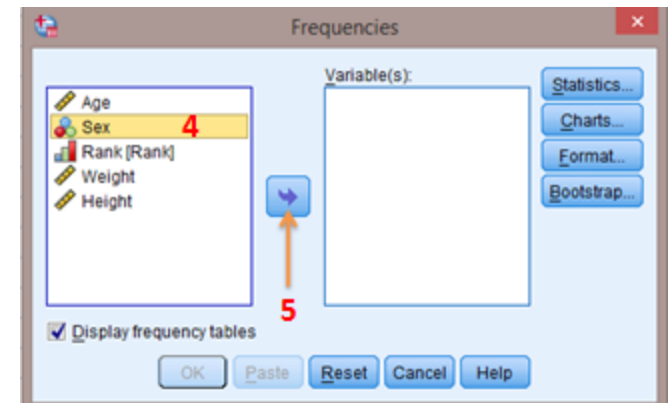 Frequencies
Variable(s):
Age
Sex 4
Rank [Rank]
Weight
Height
Statistics...
Charts...
Format...
Bootstrap...
5
Display frequency tables
OK Paste Reset Cancel Help